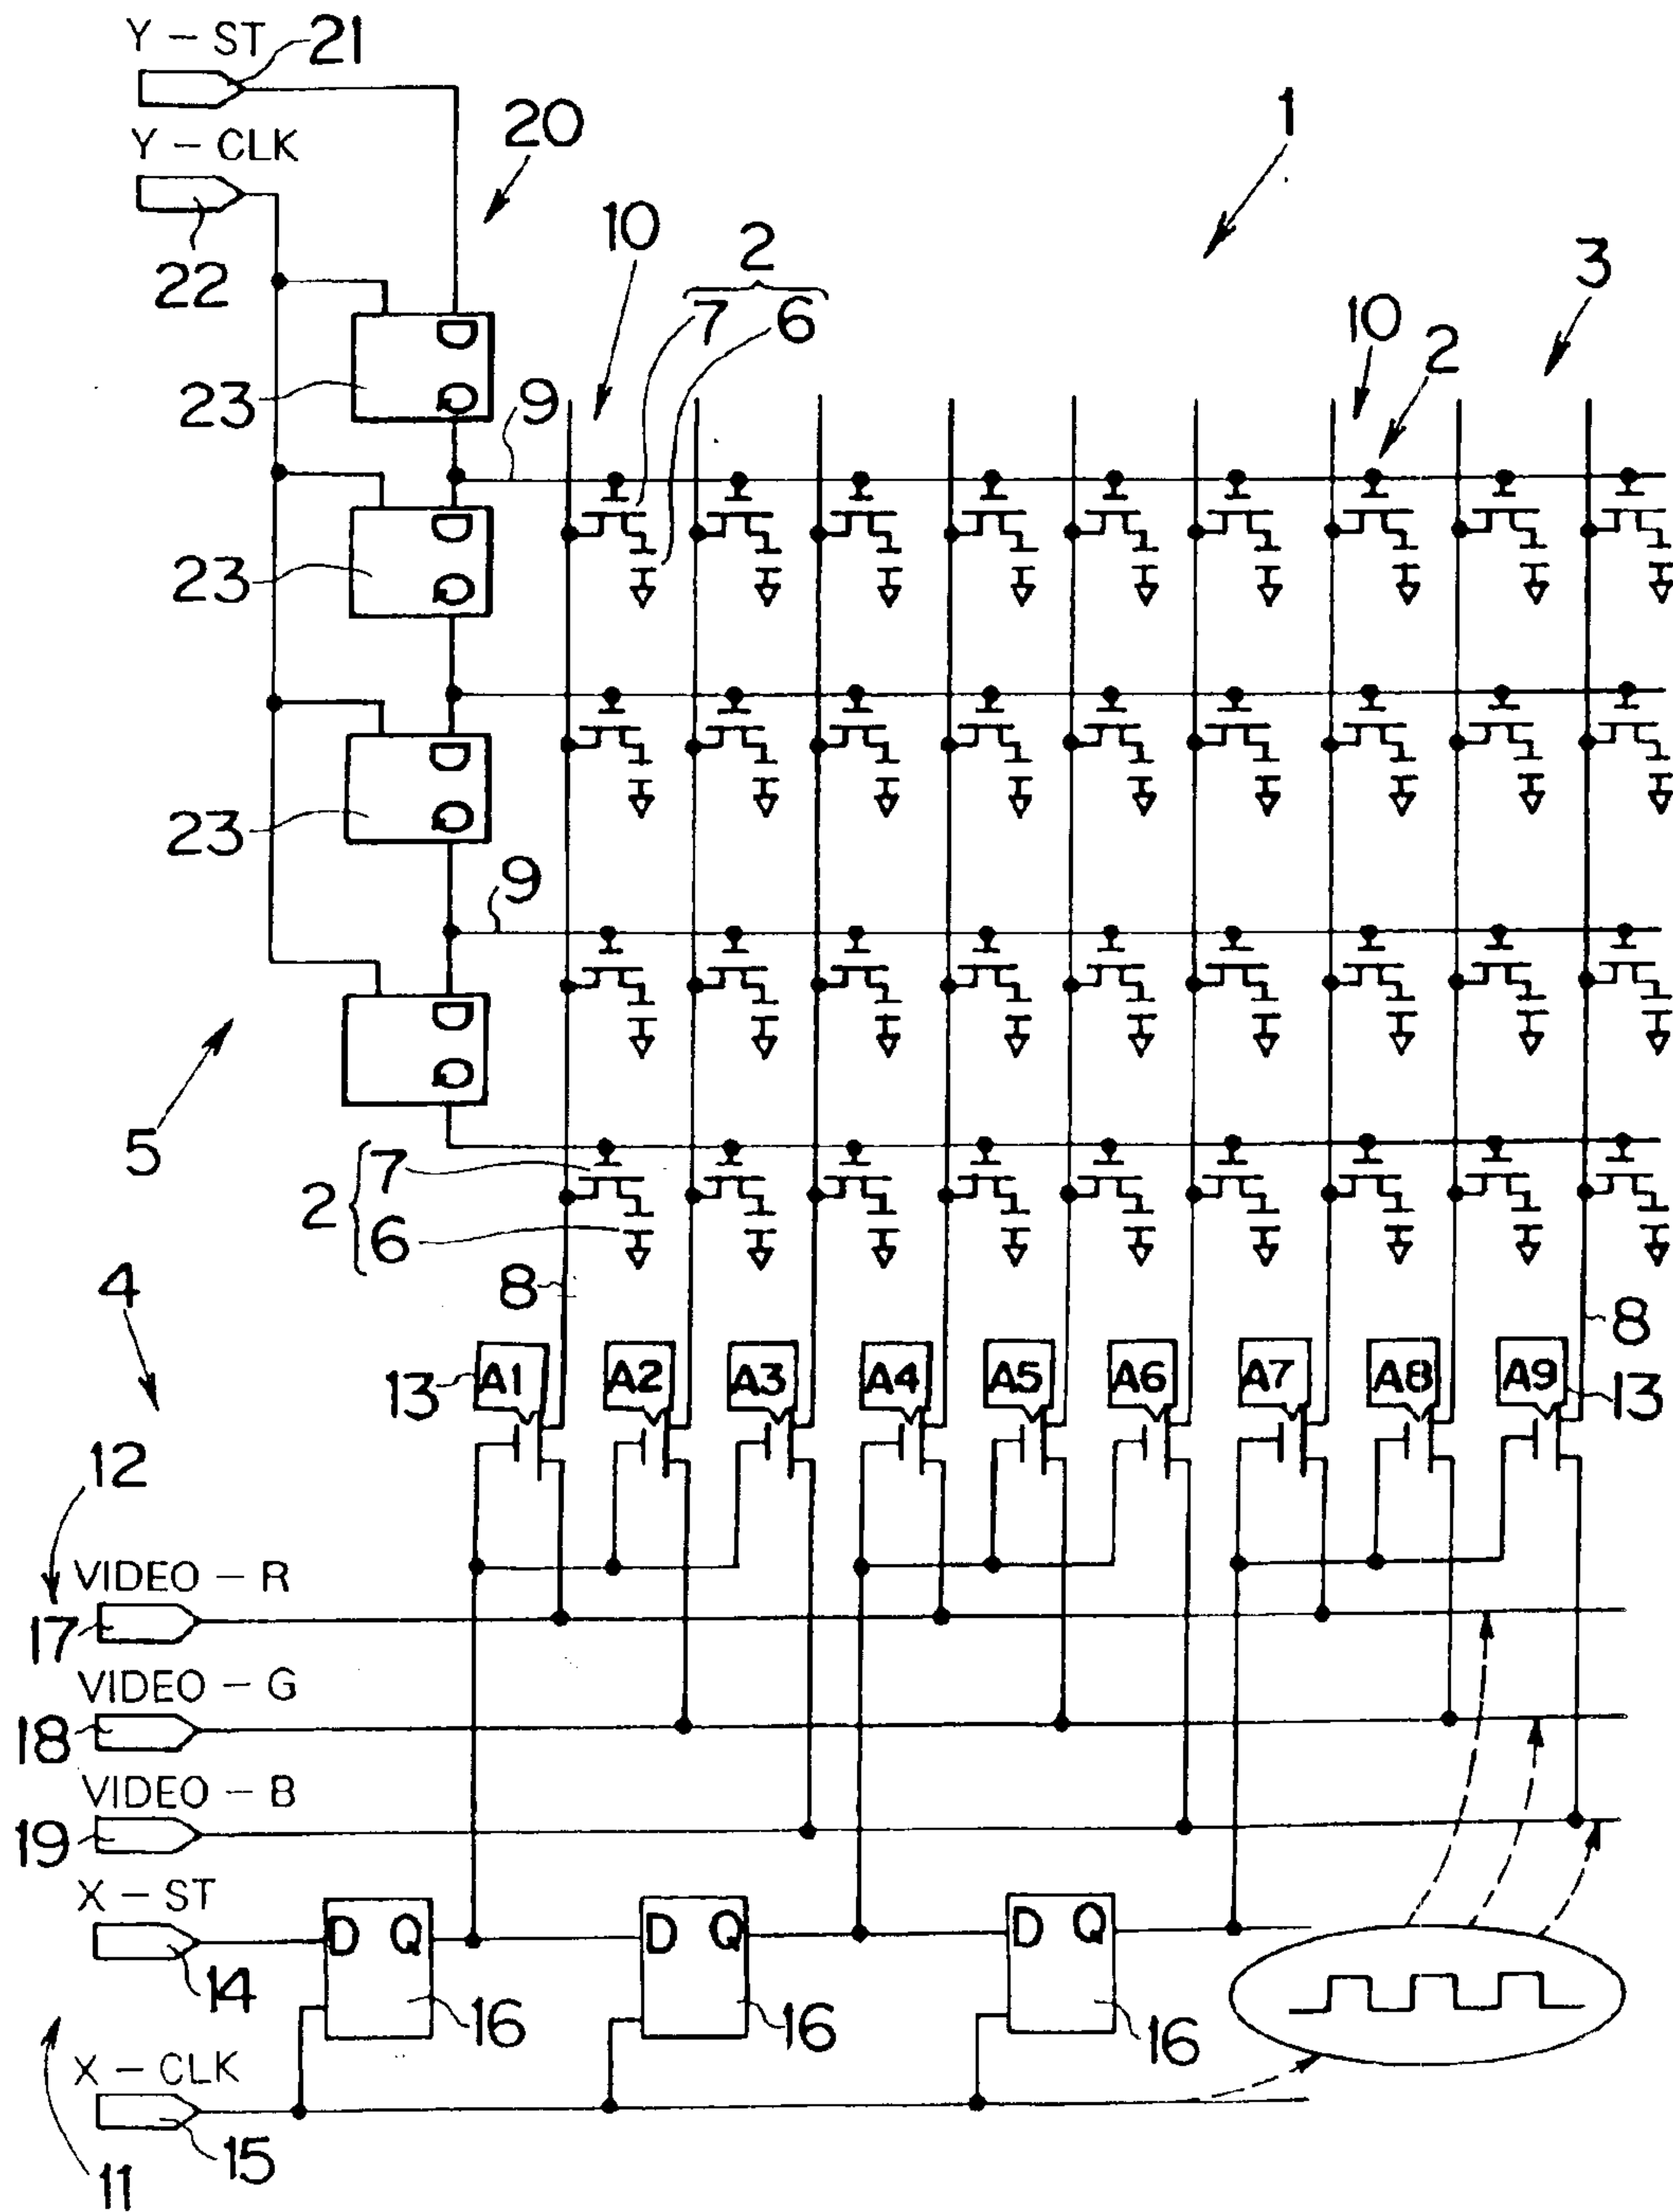 Y – ST 21
Y – CLK
20
1
22
10
2
7 6
3
10
2
23
9
D
Q
23
D
Q
23
D
Q
9
D
Q
5
2
7
6
4
8
8
13
A1 A2 A3 A4 A5 A6 A7 A8 A9
13
12
VIDEO – R
17
VIDEO – G
18
VIDEO – B
19
X – ST
14
D Q
16
D Q
16
D Q
16
X – CLK
15
11